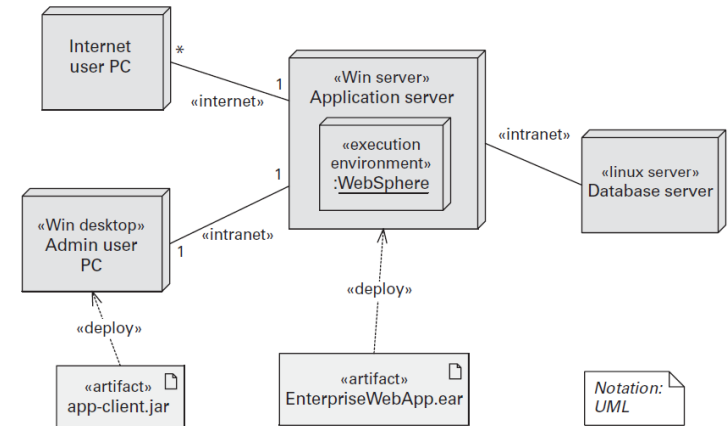 Internet
user PC
*
1
«internet»
«Win server»
Application server
«execution
environment»
:WebSphere
«intranet»
«linux server»
Database server
«Win desktop»
Admin user
PC
1
1
«intranet»
«deploy»
«deploy»
«artifact»
app-client.jar
«artifact»
EnterpriseWebApp.ear
Notation:
UML